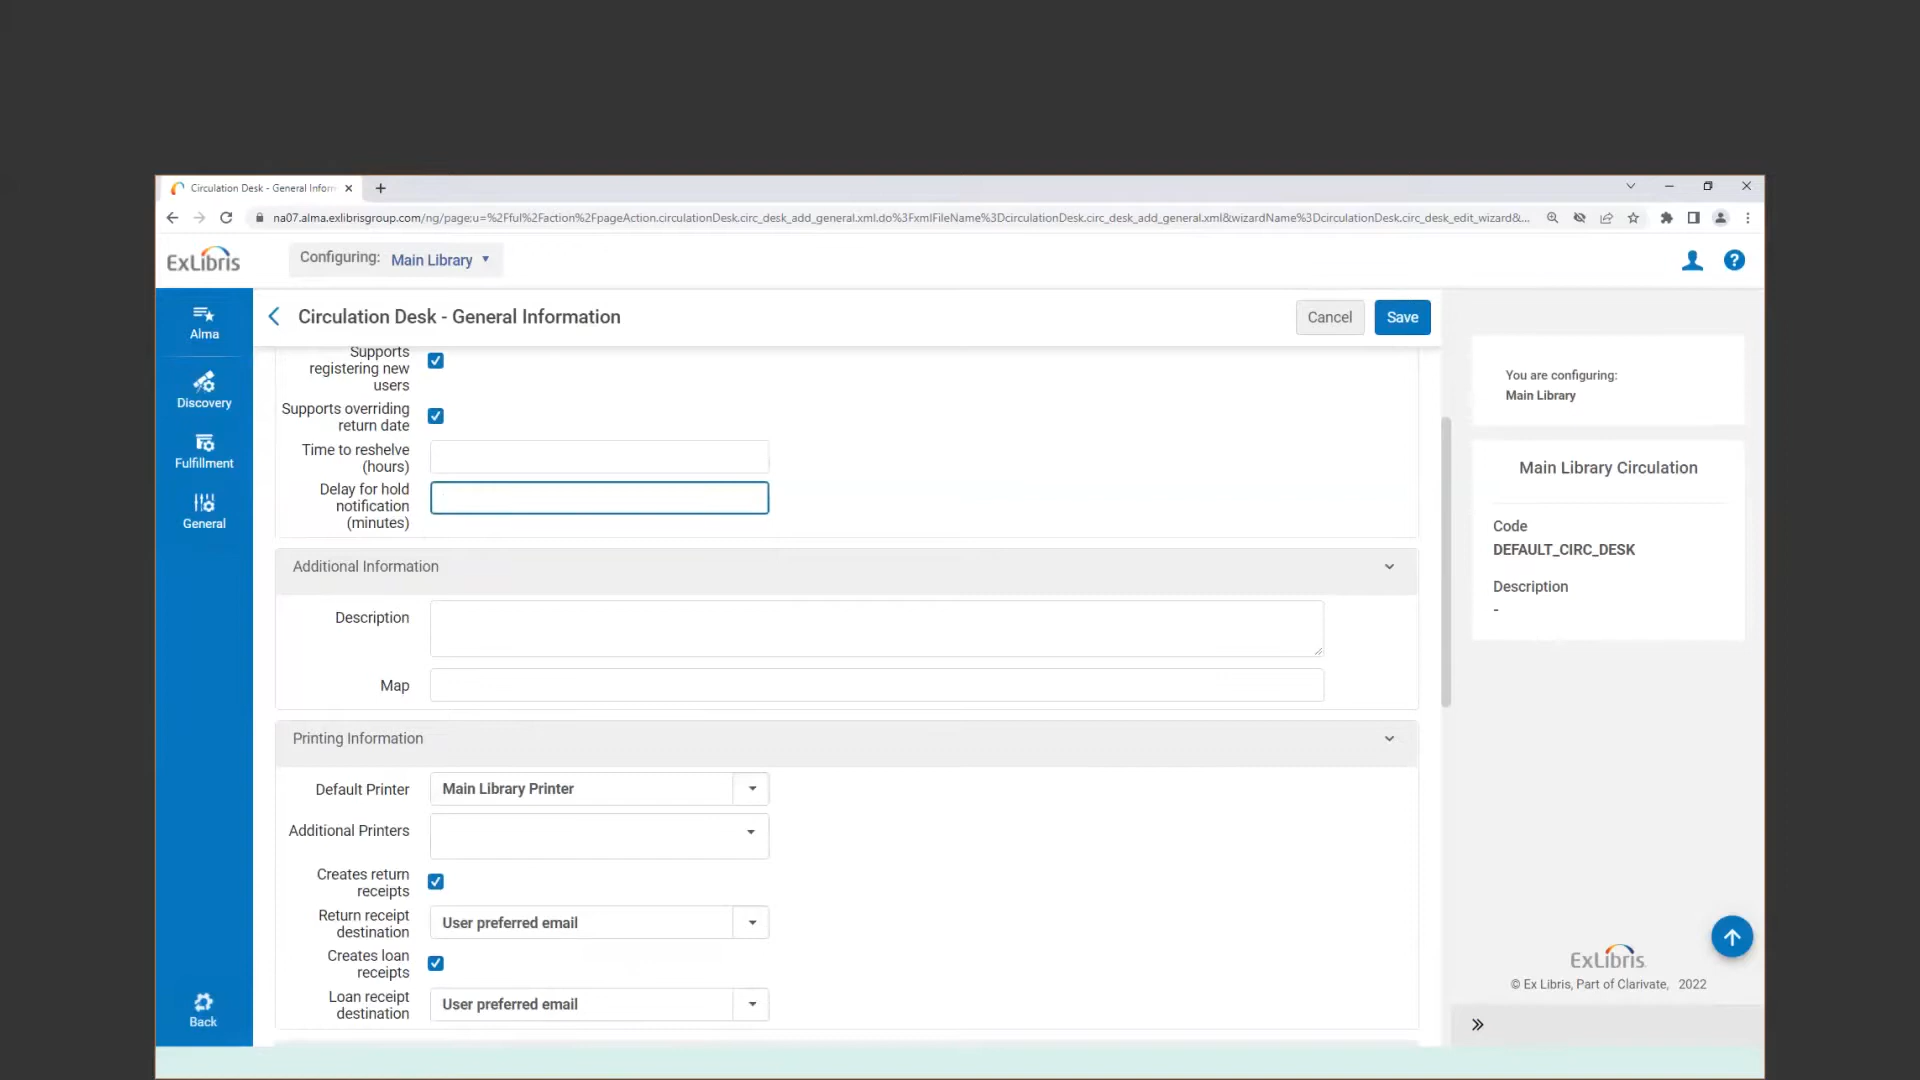 Circulation Desk - General Inform
na07.alma.exlibrisgroup.com/ng/page;u=%2Fful%2Faction%2FpageAction.circulationDesk.circ_desk_add_general.xml.do%3FxmlFileName%3DcirculationDesk.circ_desk_add_general.xml&wizardName%3DcirculationDesk.circ_desk_edit_wizard&...
ExLibris
Configuring: Main Library
Alma
Discovery
Fulfillment
General
Back
Circulation Desk - General Information
Cancel
Save
Supports
registering new
users
Supports overriding
return date
Time to reshelve
(hours)
Delay for hold
notification
(minutes)
Additional Information
Description
Map
Printing Information
Default Printer
Main Library Printer
Additional Printers
Creates return
receipts
Return receipt
destination
User preferred email
Creates loan
receipts
Loan receipt
destination
User preferred email
You are configuring:
Main Library
Main Library Circulation
Code
DEFAULT_CIRC_DESK
Description
-
ExLibris
© Ex Libris, Part of Clarivate, 2022